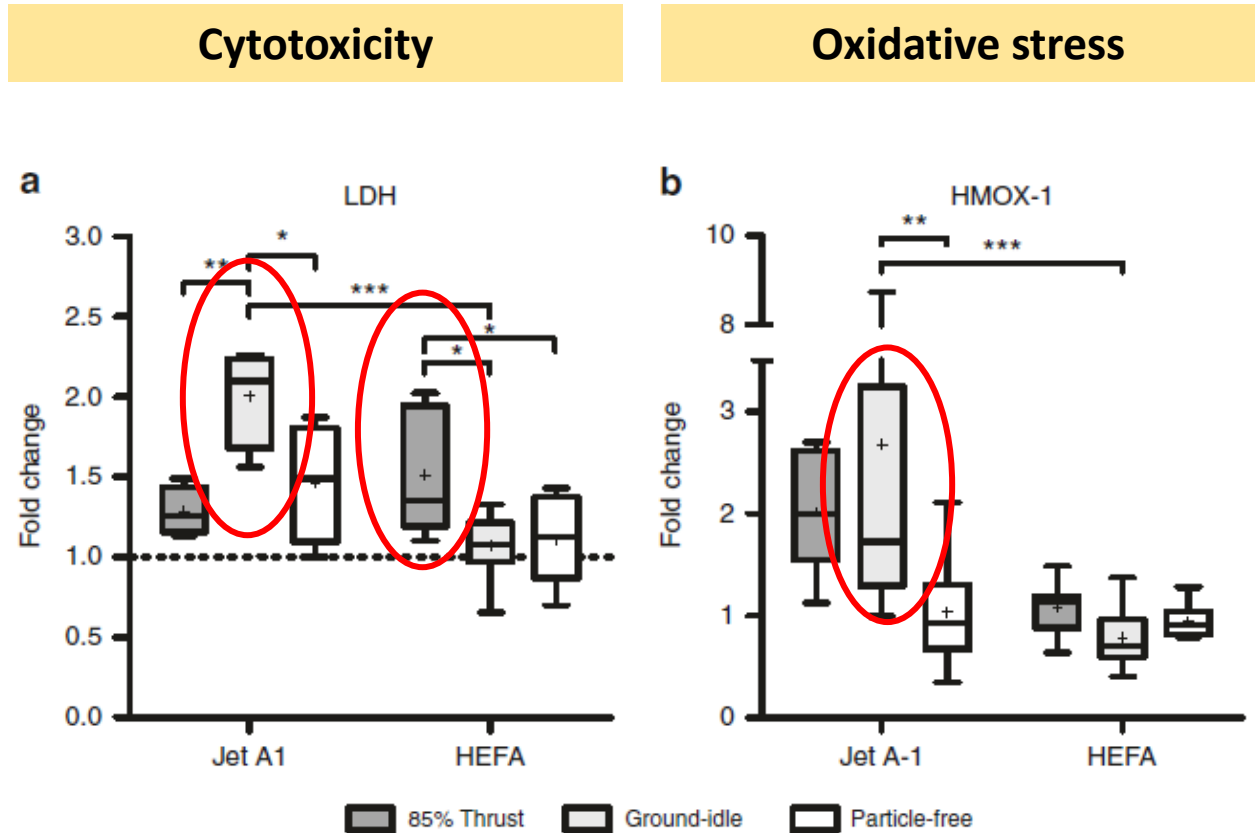 Cytotoxicity
Oxidative stress
a
LDH
3.0
2.5
2.0
1.5
1.0
0.5
0.0
Fold change
**
*
***
*
*
Jet A1
HEFA
b
HMOX-1
10
8
3
2
1
0
Fold change
**
***
Jet A-1
HEFA
85% Thrust
Ground-idle
Particle-free